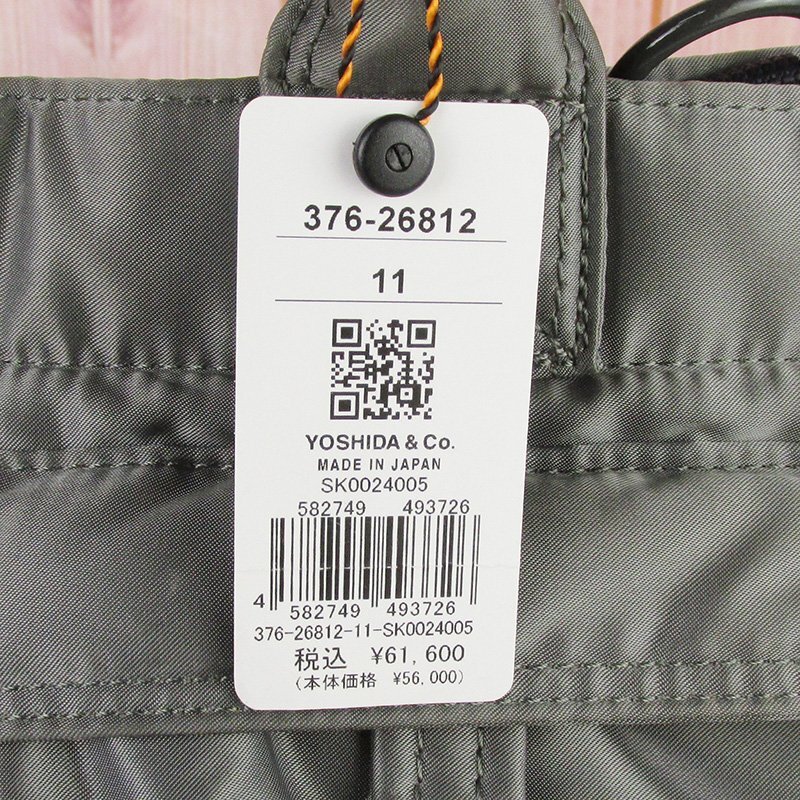 376-26812
11
YOSHIDA & Co.
MADE IN JAPAN
SK0024005
582749 493726
4 582749 493726
376-26812-11-SK0024005
税込 ¥61,600
(本体価格 ¥56,000)